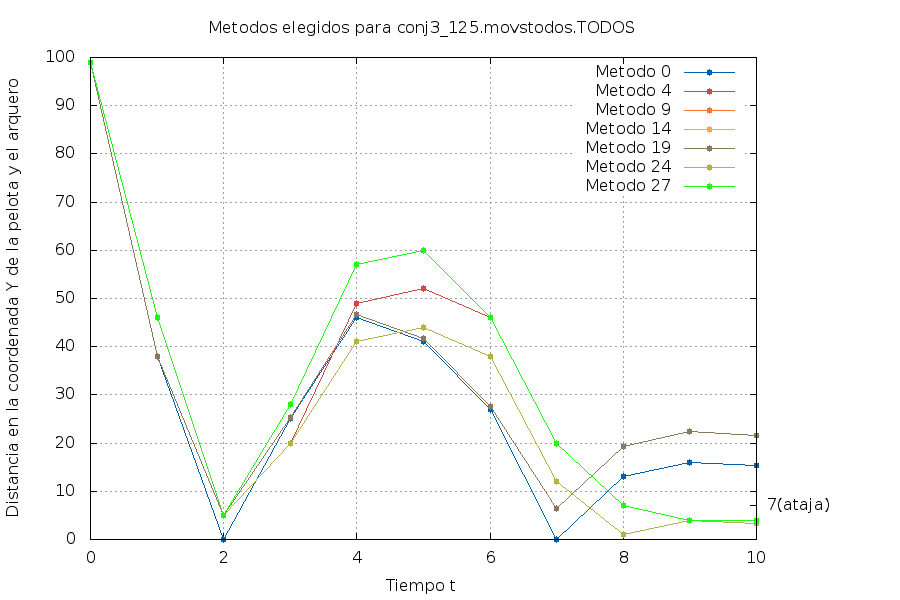 Metodos elegidos para conj3_125.movstodos.TODOS
Distancia en la coordenada Y de la pelota y el arquero
100
90
80
70
60
50
40
30
20
10
0
Metodo 0
Metodo 4
Metodo 9
Metodo 14
Metodo 19
Metodo 24
Metodo 27
7(ataja)
0
2
4
6
8
10
Tiempo t